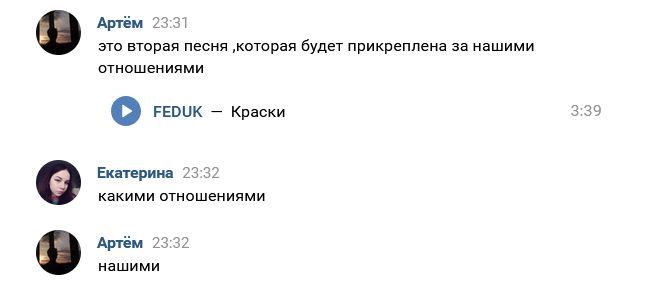 Артём 23:31
это вторая песня ,которая будет прикреплена за нашими
отношениями
FEDUK — Краски 3:39
Екатерина 23:32
какими отношениями
Артём 23:32
нашими